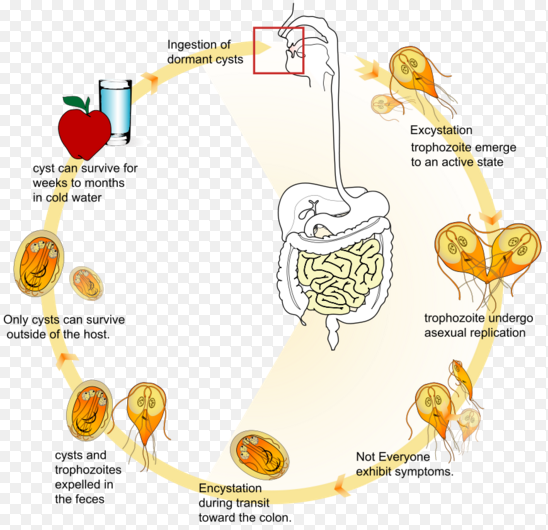 Ingestion of
dormant cysts
Excystation
trophozoite emerge
to an active state
trophozoite undergo
asexual replication
Not Everyone
exhibit symptoms.
Encystation
during transit
toward the colon.
cysts and
trophozoites
expelled in
the feces
Only cysts can survive
outside of the host.
cyst can survive for
weeks to months
in cold water